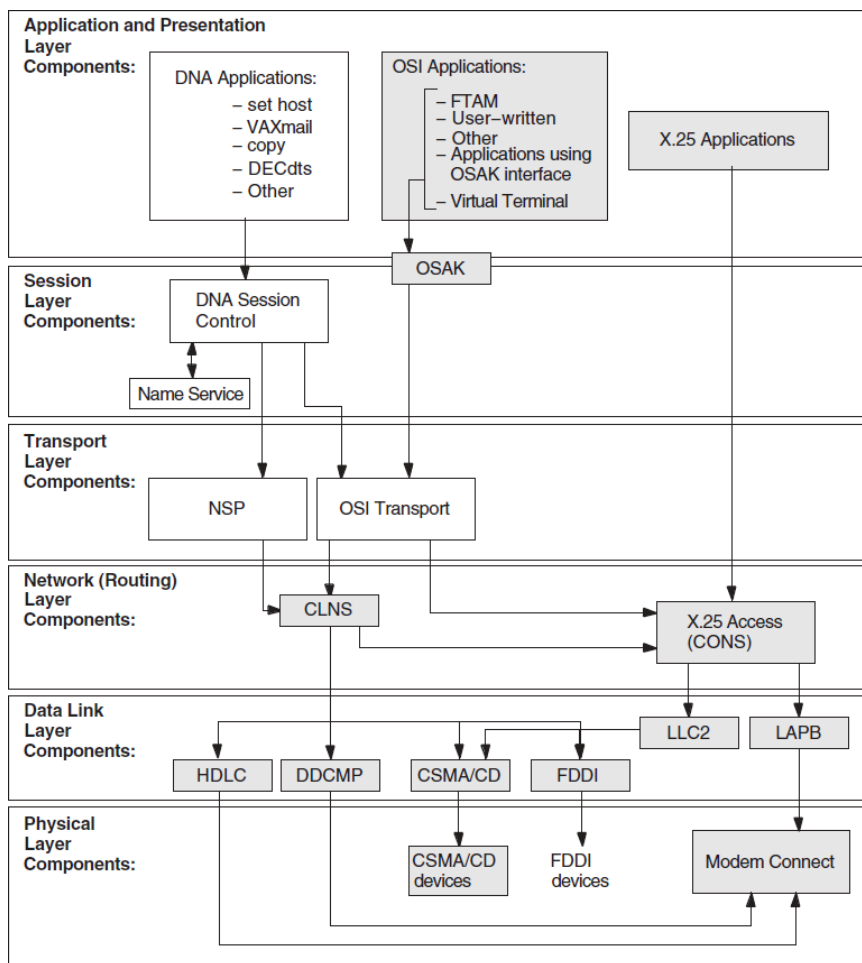 Application and Presentation
Layer
Components:
DNA Applications:
– set host
– VAXmail
– copy
– DECdts
– Other
OSI Applications:
– FTAM
– User–written
– Other
– Applications using
OSAK interface
– Virtual Terminal
X.25 Applications
OSAK
Session
Layer
Components:
DNA Session
Control
Name Service
Transport
Layer
Components:
NSP
OSI Transport
Network (Routing)
Layer
Components:
CLNS
X.25 Access
(CONS)
Data Link
Layer
Components:
LLC2
LAPB
HDLC
DDCMP
CSMA/CD
FDDI
Physical
Layer
Components:
CSMA/CD
devices
FDDI
devices
Modem Connect